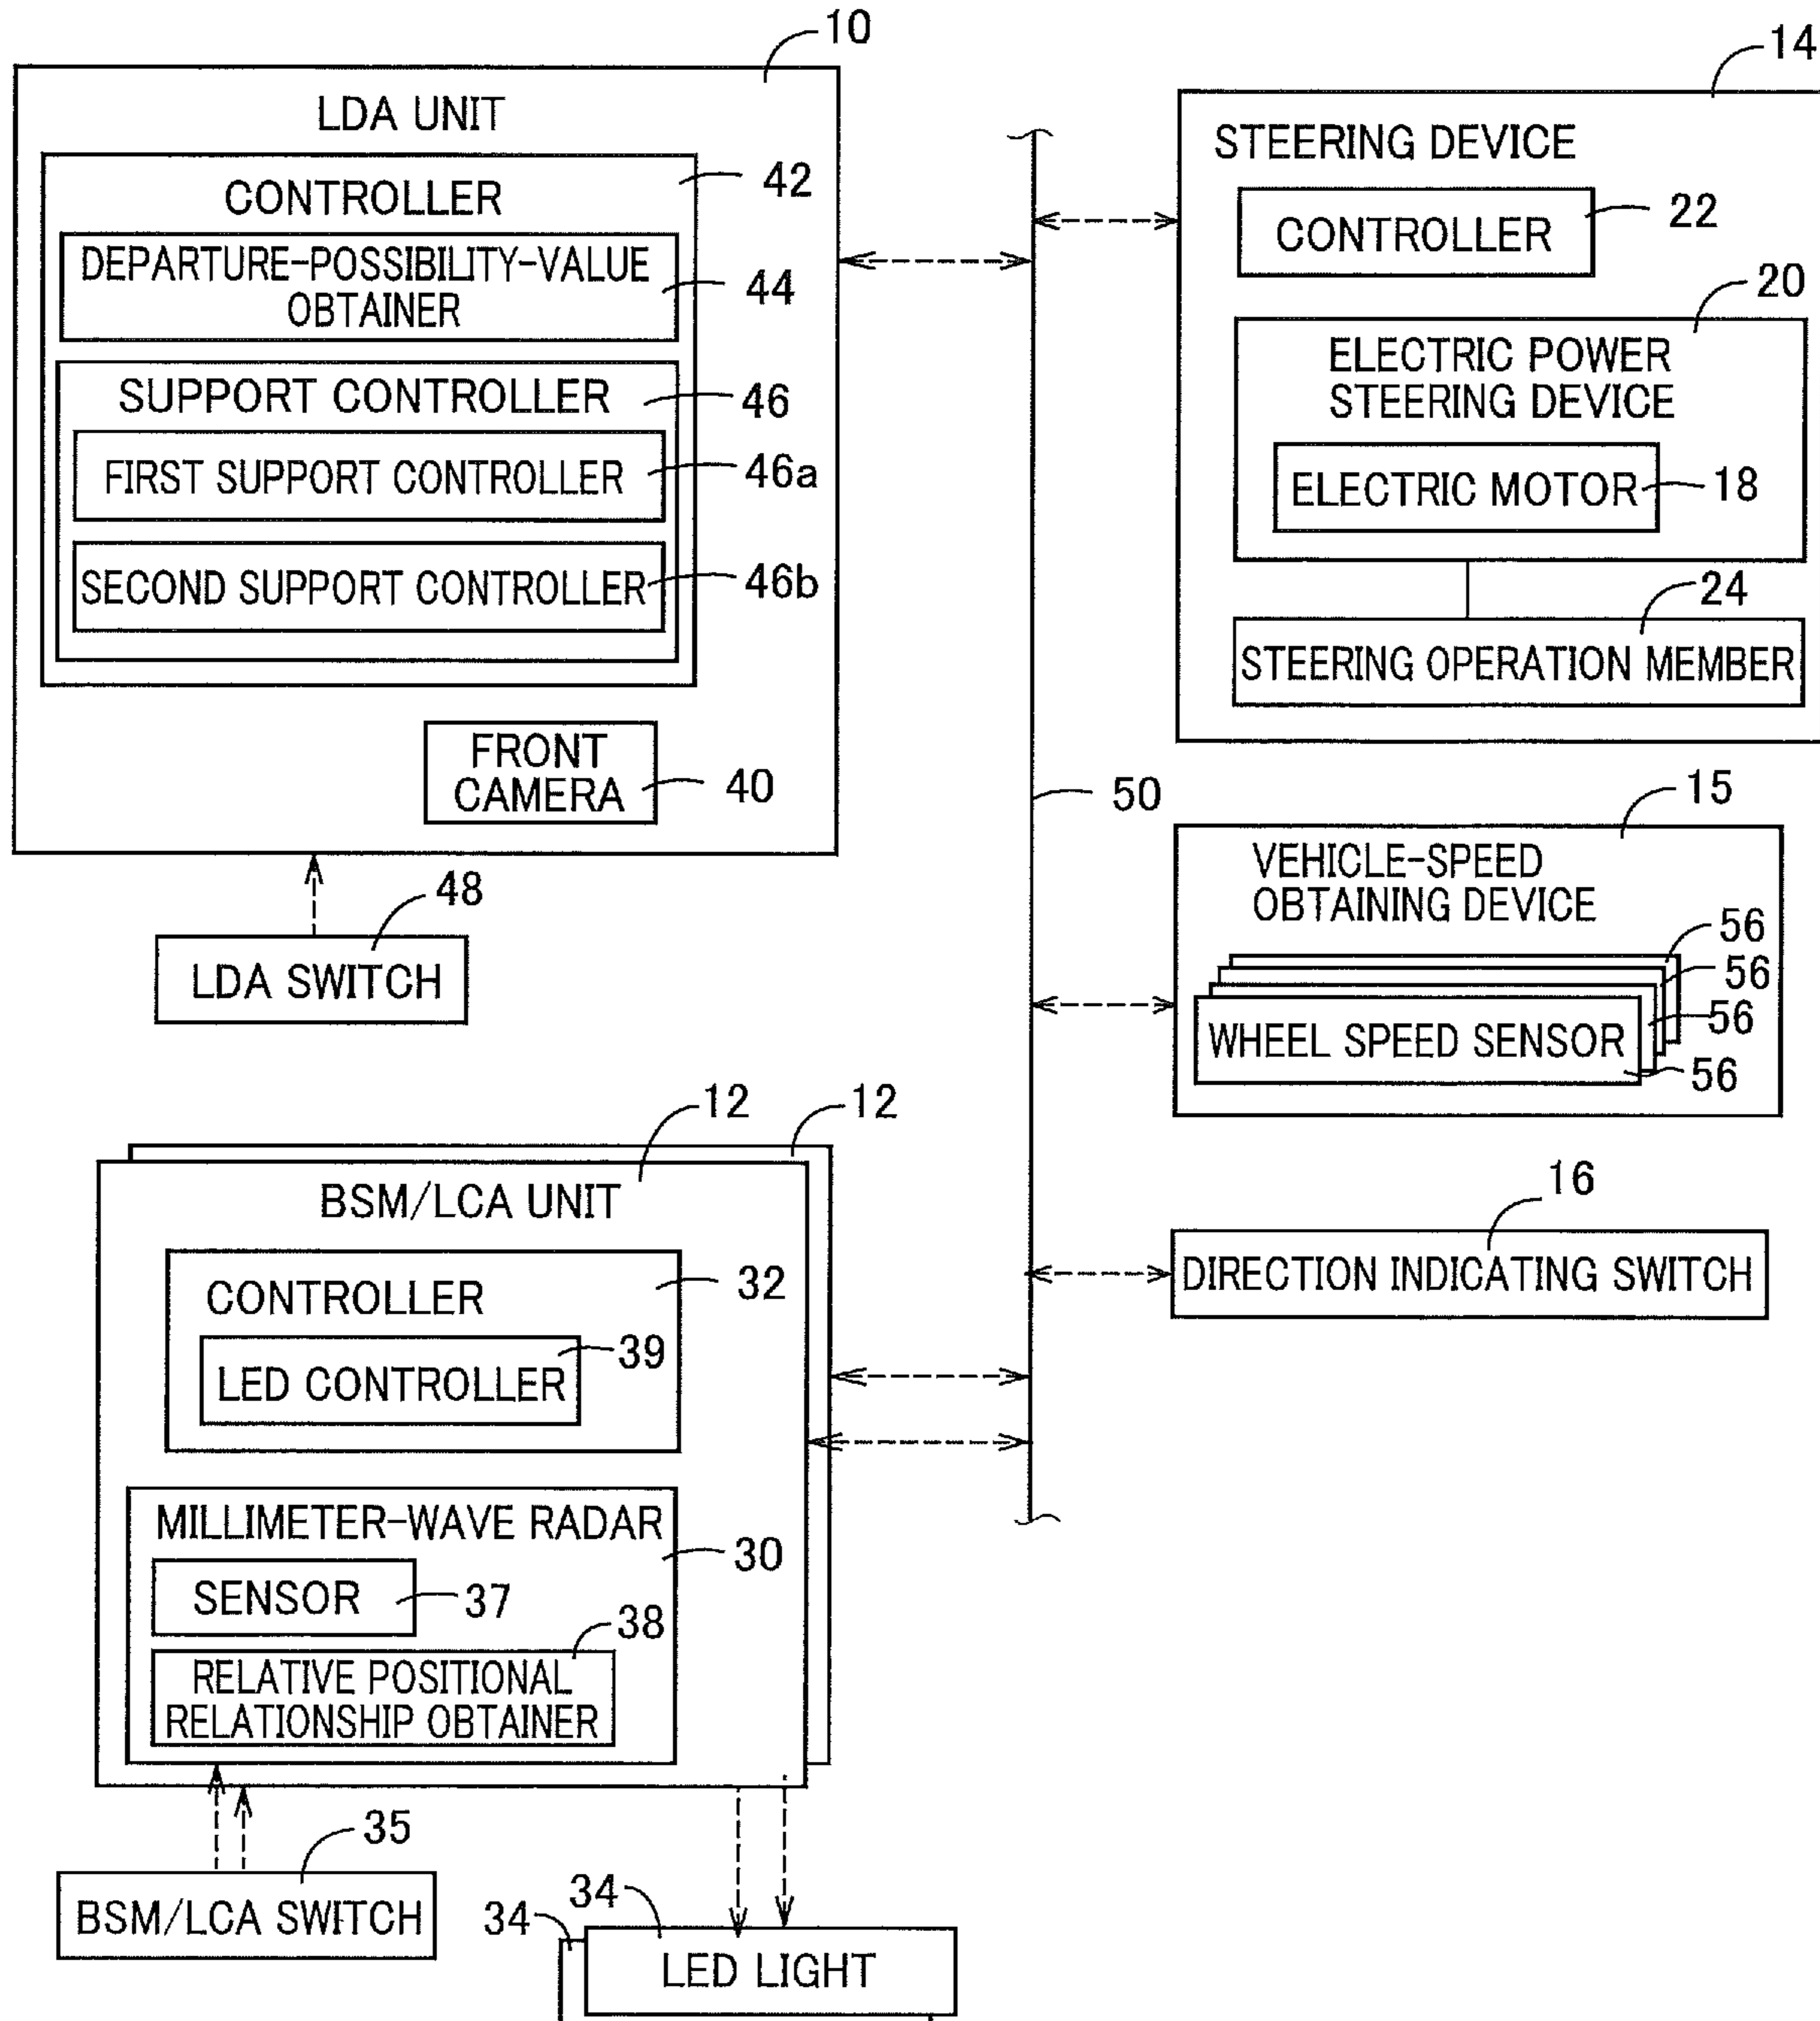 10
LDA UNIT
CONTROLLER
42
DEPARTURE-POSSIBILITY-VALUE
OBTAINER
44
SUPPORT CONTROLLER
46
FIRST SUPPORT CONTROLLER
46a
SECOND SUPPORT CONTROLLER
46b
FRONT
CAMERA
40
48
LDA SWITCH
12
12
BSM/LCA UNIT
CONTROLLER
32
LED CONTROLLER
39
MILLIMETER-WAVE RADAR
30
SENSOR
37
38
RELATIVE POSITIONAL
RELATIONSHIP OBTAINER
35
BSM/LCA SWITCH
34
34
LED LIGHT
50
14
STEERING DEVICE
CONTROLLER
22
20
ELECTRIC POWER
STEERING DEVICE
ELECTRIC MOTOR
18
24
STEERING OPERATION MEMBER
15
VEHICLE-SPEED
OBTAINING DEVICE
56
56
56
WHEEL SPEED SENSOR
56
16
DIRECTION INDICATING SWITCH